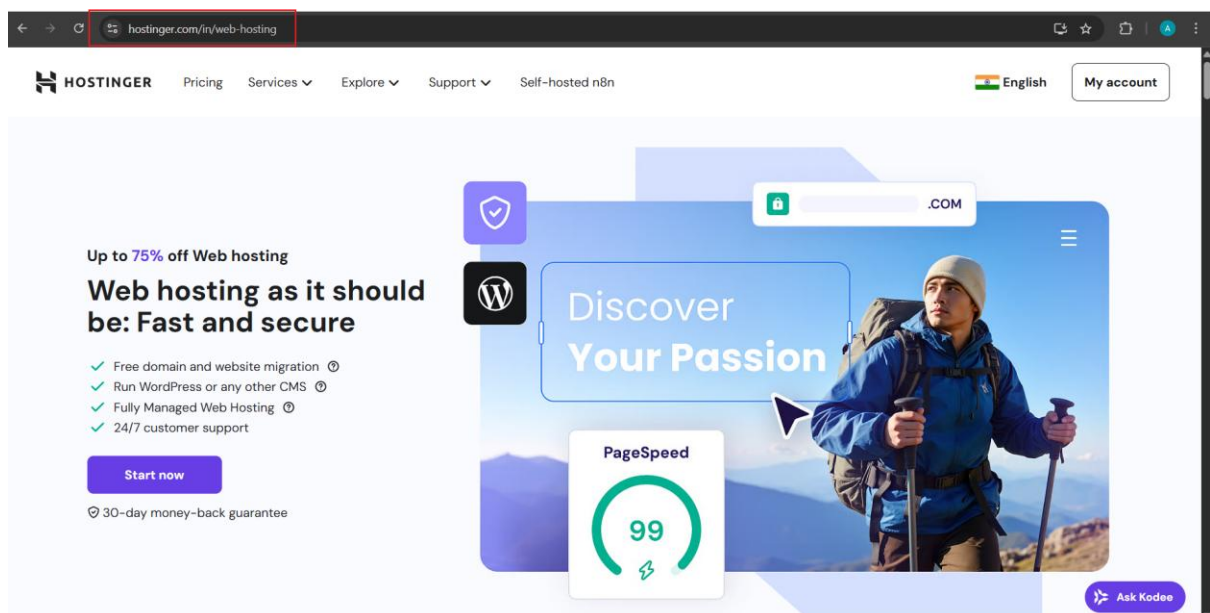 hostinger.com/in/web-hosting
A
HOSTINGER
Pricing
Services
Explore
Support
Self-hosted n8n
English
My account
.COM
Up to 75% off Web hosting
Web hosting as it should
be: Fast and secure
Free domain and website migration
Run WordPress or any other CMS
Fully Managed Web Hosting
24/7 customer support
Start now
30-day money-back guarantee
Discover
Your Passion
PageSpeed
99
Ask Kodee